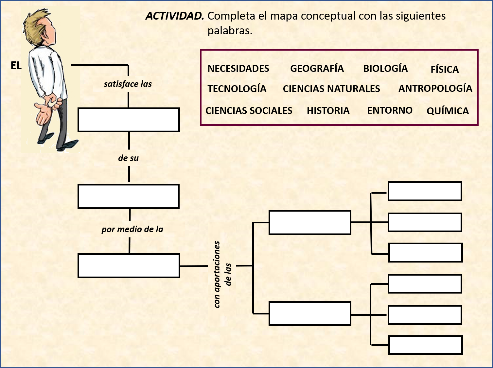 ACTIVIDAD. Completa el mapa conceptual con las siguientes
palabras.
NECESIDADES GEOGRAFÍA BIOLOGÍA FÍSICA
TECNOLOGÍA CIENCIAS NATURALES ANTROPOLOGÍA
CIENCIAS SOCIALES HISTORIA ENTORNO QUÍMICA
EL
satisface las
de su
por medio de la
con aportaciones
de las